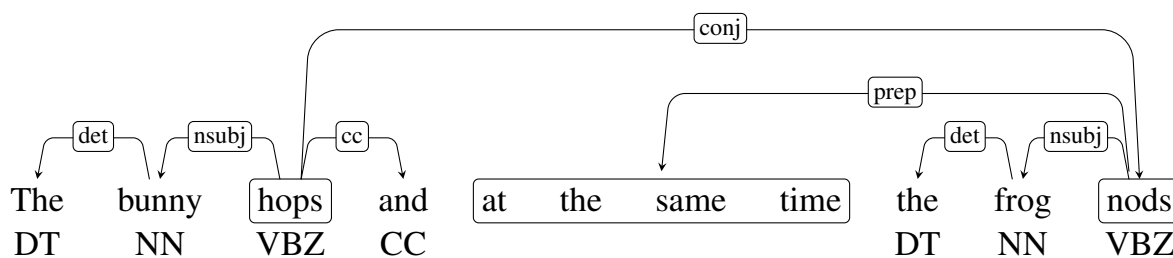 conj
prep
det nsubj cc det nsubj
The bunny hops and at the same time the frog nods
DT NN VBZ CC DT NN VBZ